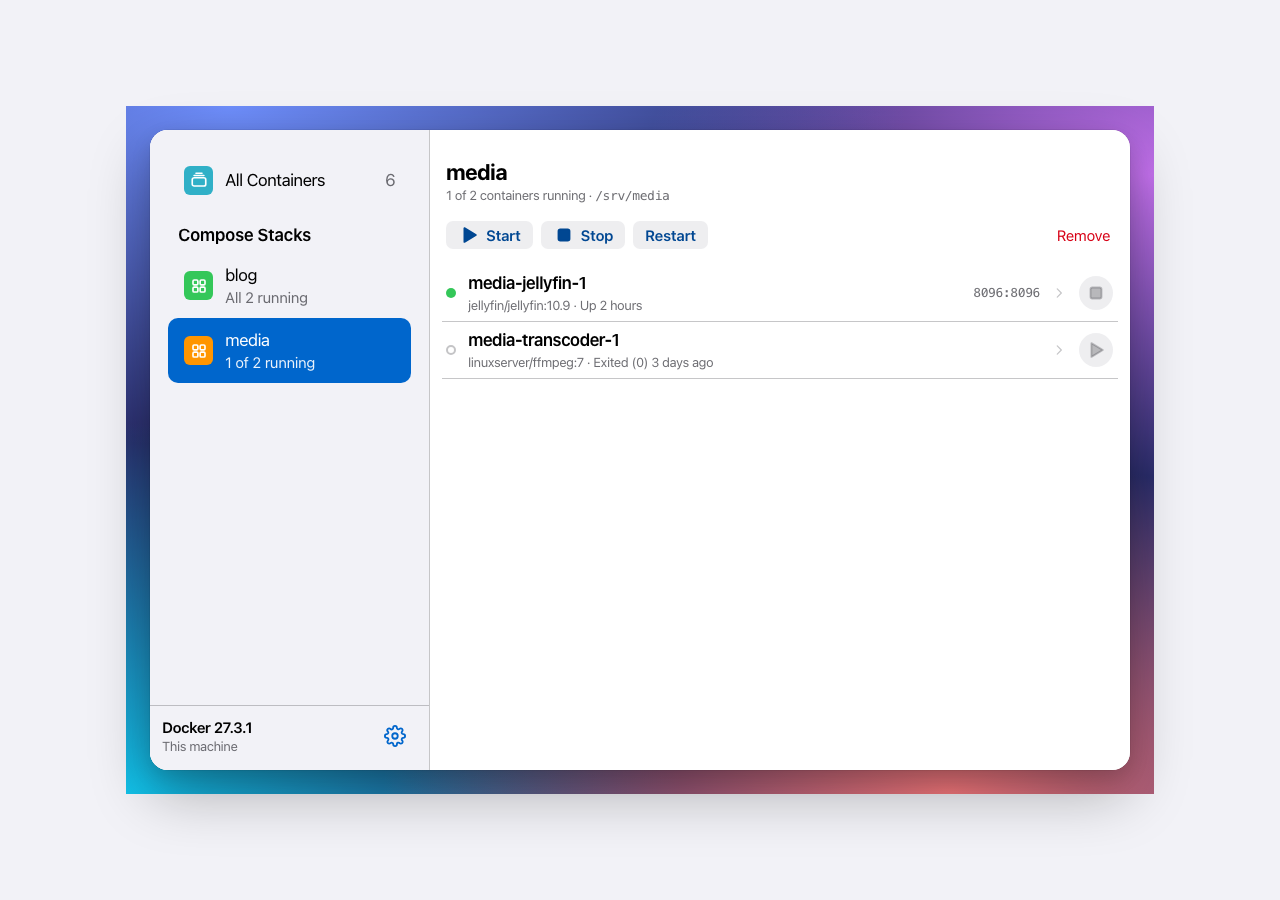 All Containers 6
Compose Stacks
blog
All 2 running
media
1 of 2 running
Docker 27.3.1
This machine
media
1 of 2 containers running · /srv/media
Start Stop Restart Remove
media-jellyfin-1
jellyfin/jellyfin:10.9 · Up 2 hours
8096:8096
media-transcoder-1
linuxserver/ffmpeg:7 · Exited (0) 3 days ago